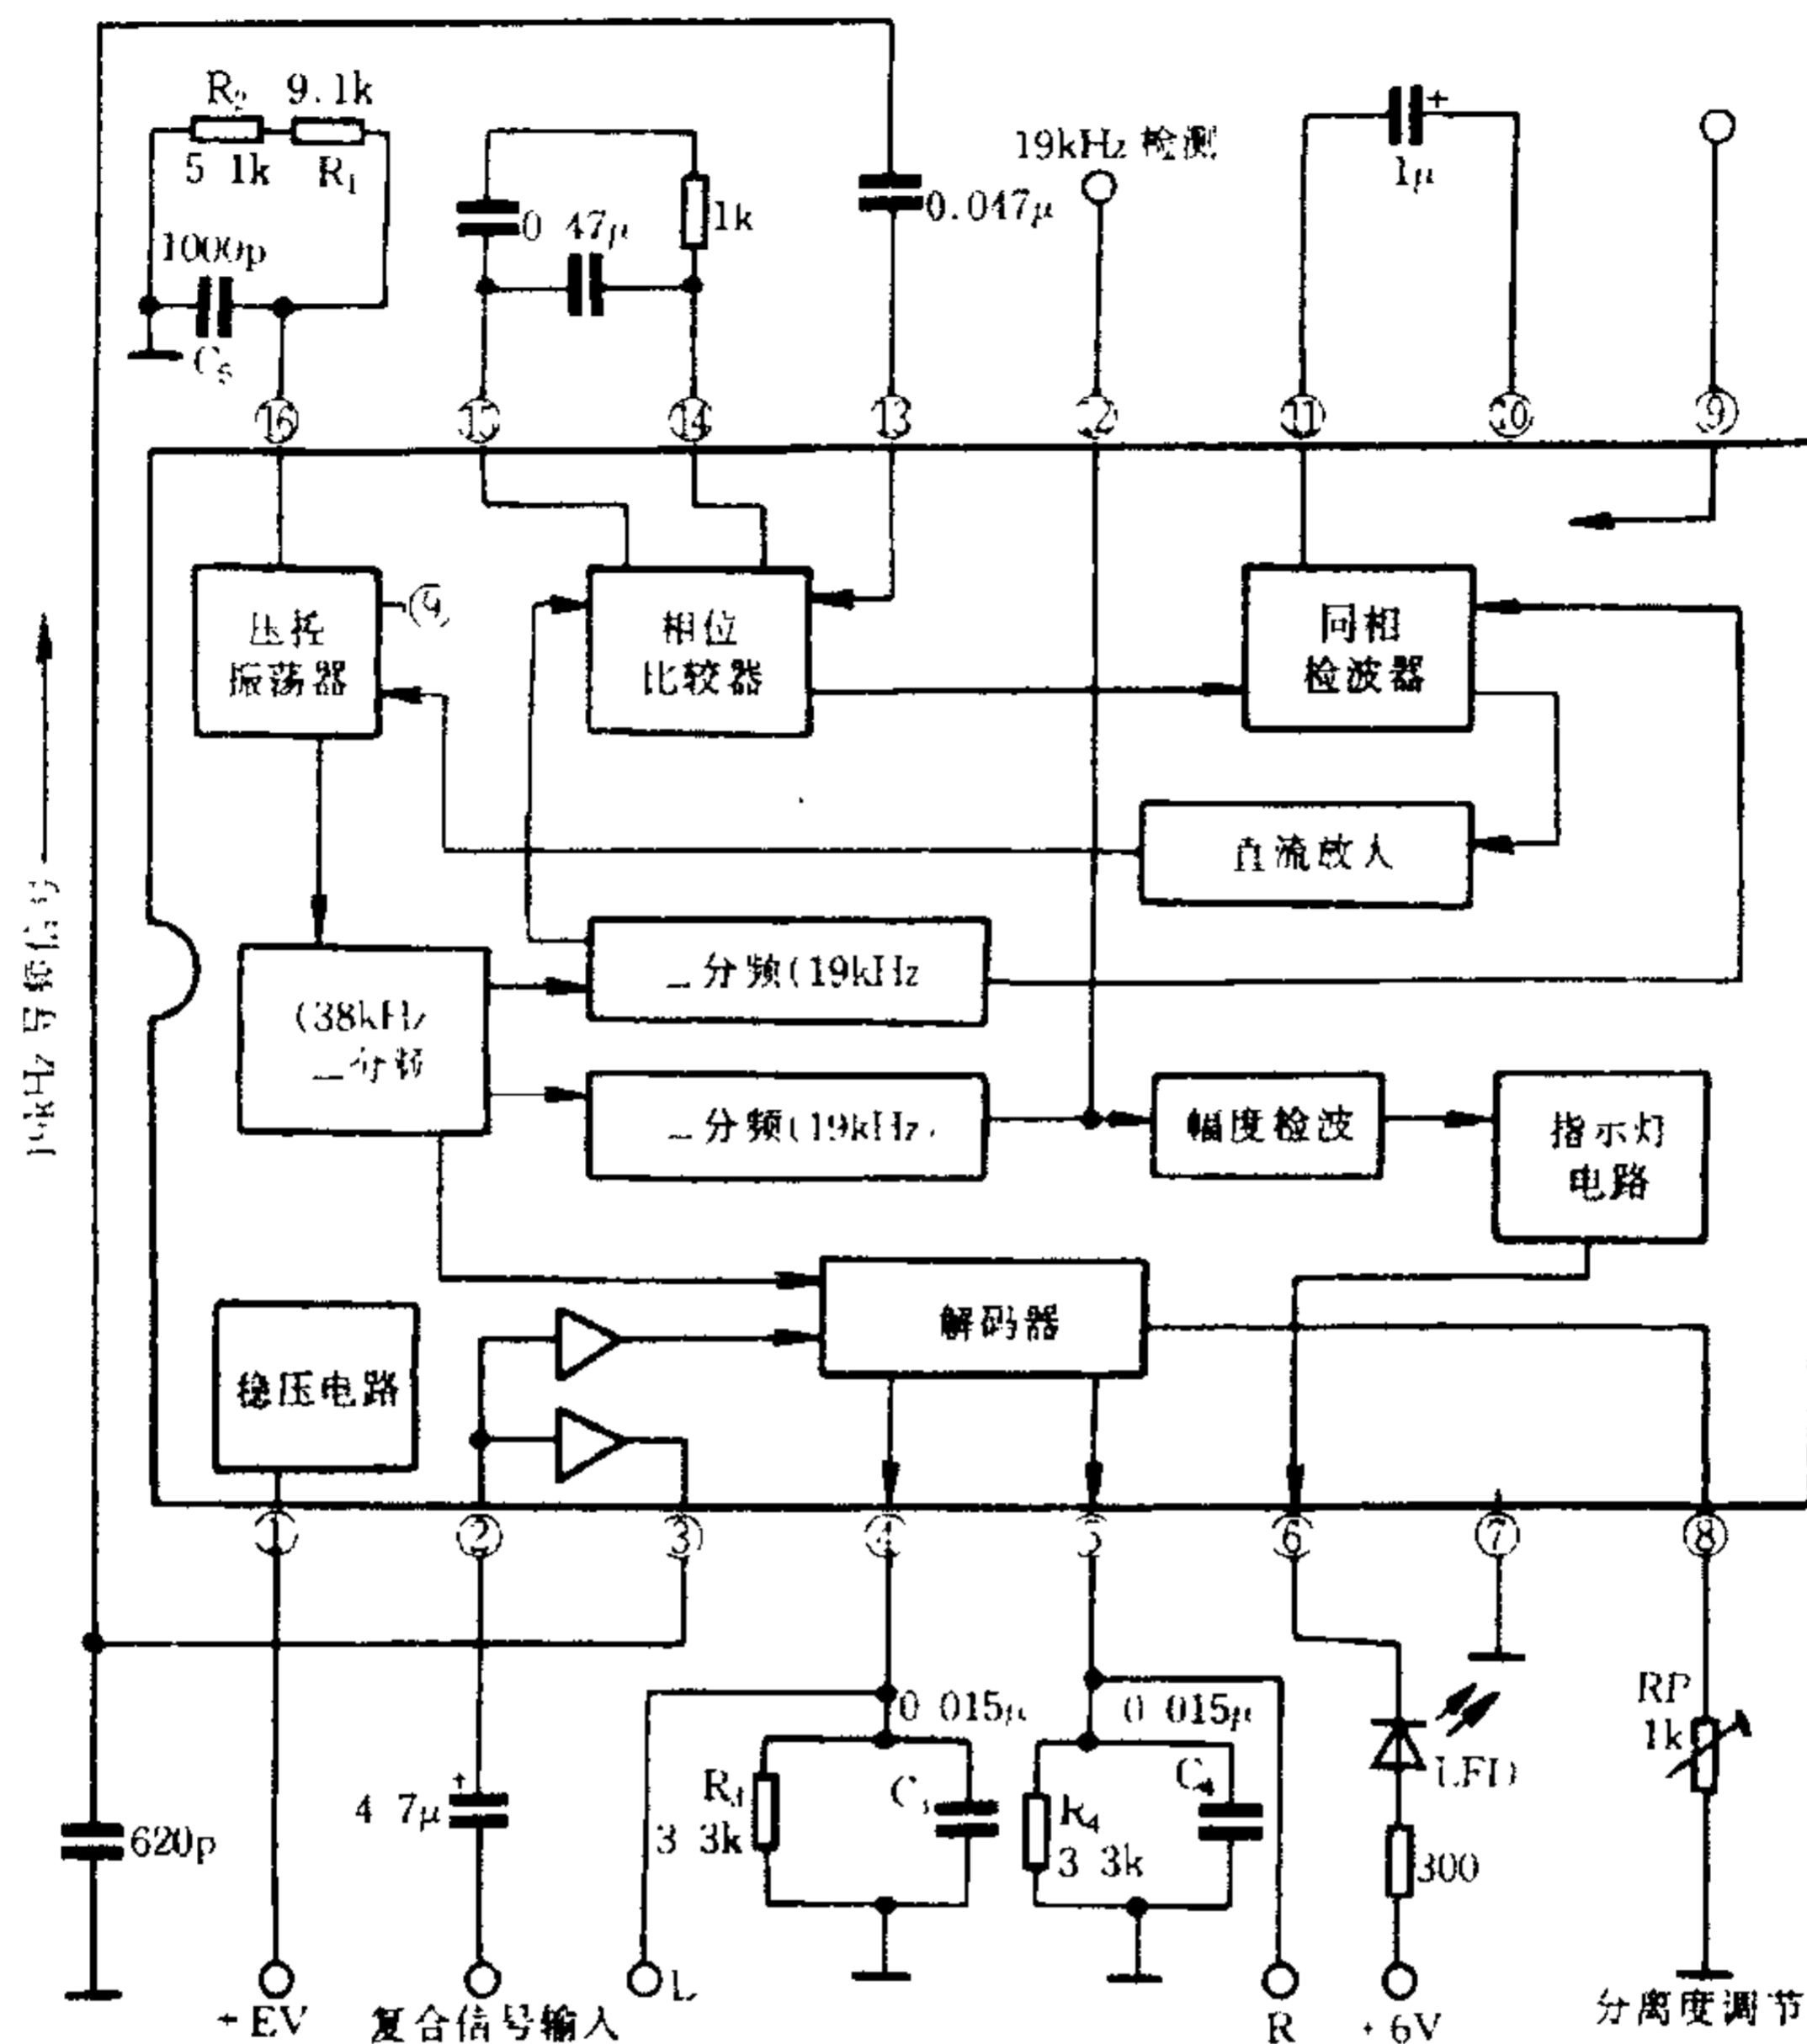 R₂ 9.1k
5 1k R₁
1000p
C₅
0 47μ
1k
0.047μ
19kHz 检测
1μ
+
⑯ ⑮ ⑭ ⑬ ⑫ ⑪ ⑩ ⑨
19kHz 导频信号
压控
振荡器
⑨
相位
比较器
同相
检波器
直流放大
(38kHz
二分频
二分频(19kHz
二分频(19kHz)
幅度检波
指示灯
电路
解码器
稳压电路
① ② ③ ④ 5 ⑥ ⑦ ⑧
620p
+
4 7μ
R₃
3 3k
0 015μ
C₃
R₄
3 3k
0 015μ
C₄
LED
300
RP
1k
+EV
复合信号输入
L
R
+6V
分离度调节